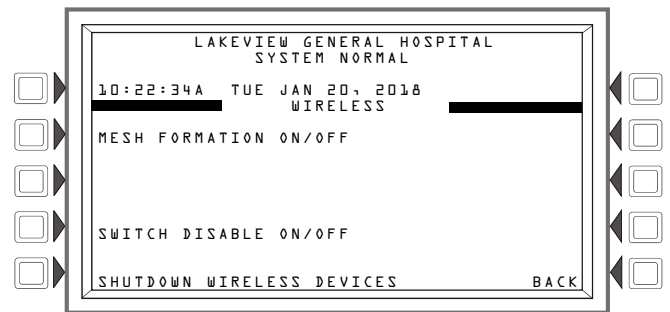 LAKEVIEW GENERAL HOSPITAL
SYSTEM NORMAL
10:22:34A TUE JAN 20, 2018
WIRELESS
MESH FORMATION ON/OFF
SWITCH DISABLE ON/OFF
SHUTDOWN WIRELESS DEVICES BACK